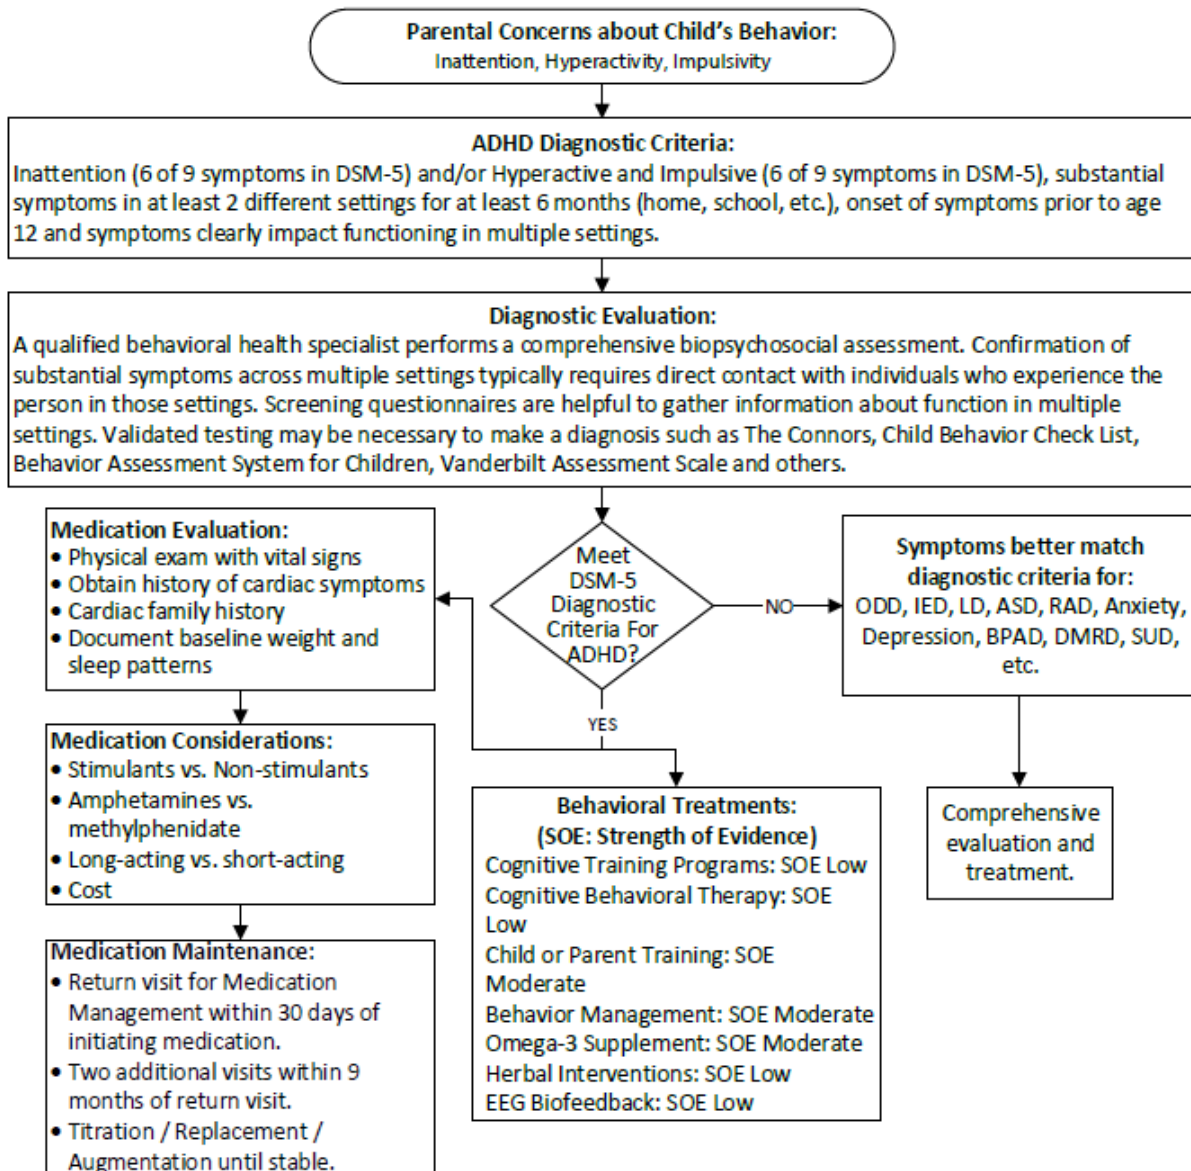 Parental Concerns about Child's Behavior:
Inattention, Hyperactivity, Impulsivity
ADHD Diagnostic Criteria:
Inattention (6 of 9 symptoms in DSM-5) and/or Hyperactive and Impulsive (6 of 9 symptoms in DSM-5), substantial
symptoms in at least 2 different settings for at least 6 months (home, school, etc.), onset of symptoms prior to age
12 and symptoms clearly impact functioning in multiple settings.
Diagnostic Evaluation:
A qualified behavioral health specialist performs a comprehensive biopsychosocial assessment. Confirmation of
substantial symptoms across multiple settings typically requires direct contact with individuals who experience the
person in those settings. Screening questionnaires are helpful to gather information about function in multiple
settings. Validated testing may be necessary to make a diagnosis such as The Connors, Child Behavior Check List,
Behavior Assessment System for Children, Vanderbilt Assessment Scale and others.
Meet
DSM-5
Diagnostic
Criteria For
ADHD?
NO
Symptoms better match
diagnostic criteria for:
ODD, IED, LD, ASD, RAD, Anxiety,
Depression, BPAD, DMRD, SUD,
etc.
Comprehensive
evaluation and
treatment.
YES
Medication Evaluation:
• Physical exam with vital signs
• Obtain history of cardiac symptoms
• Cardiac family history
• Document baseline weight and
sleep patterns
Medication Considerations:
• Stimulants vs. Non-stimulants
• Amphetamines vs.
methylphenidate
• Long-acting vs. short-acting
• Cost
Medication Maintenance:
• Return visit for Medication
Management within 30 days of
initiating medication.
• Two additional visits within 9
months of return visit.
• Titration / Replacement /
Augmentation until stable.
Behavioral Treatments:
(SOE: Strength of Evidence)
Cognitive Training Programs: SOE Low
Cognitive Behavioral Therapy: SOE
Low
Child or Parent Training: SOE
Moderate
Behavior Management: SOE Moderate
Omega-3 Supplement: SOE Moderate
Herbal Interventions: SOE Low
EEG Biofeedback: SOE Low